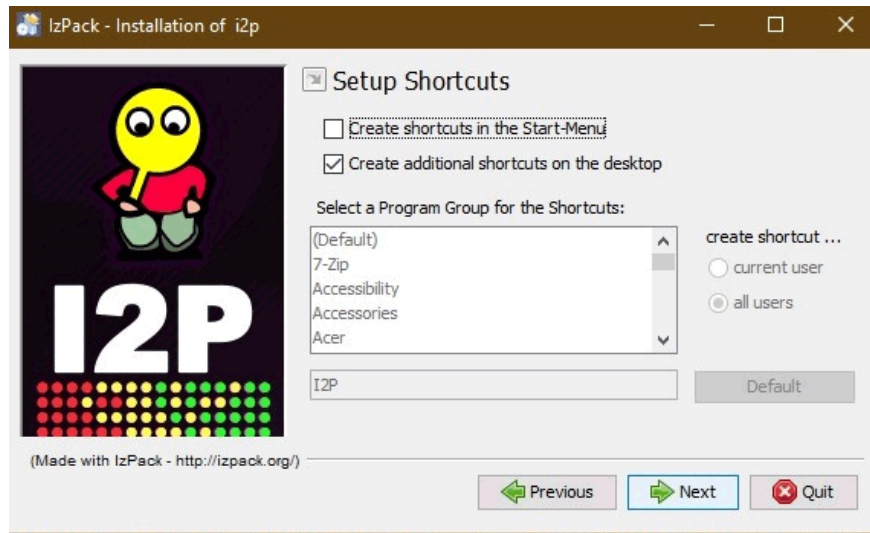 IzPack - Installation of i2p
Setup Shortcuts
Create shortcuts in the Start-Menu
Create additional shortcuts on the desktop
Select a Program Group for the Shortcuts:
(Default)
7-Zip
Accessibility
Accessories
Acer
create shortcut ...
current user
all users
I2P
Default
I2P
(Made with IzPack - http://izpack.org/)
Previous
Next
Quit